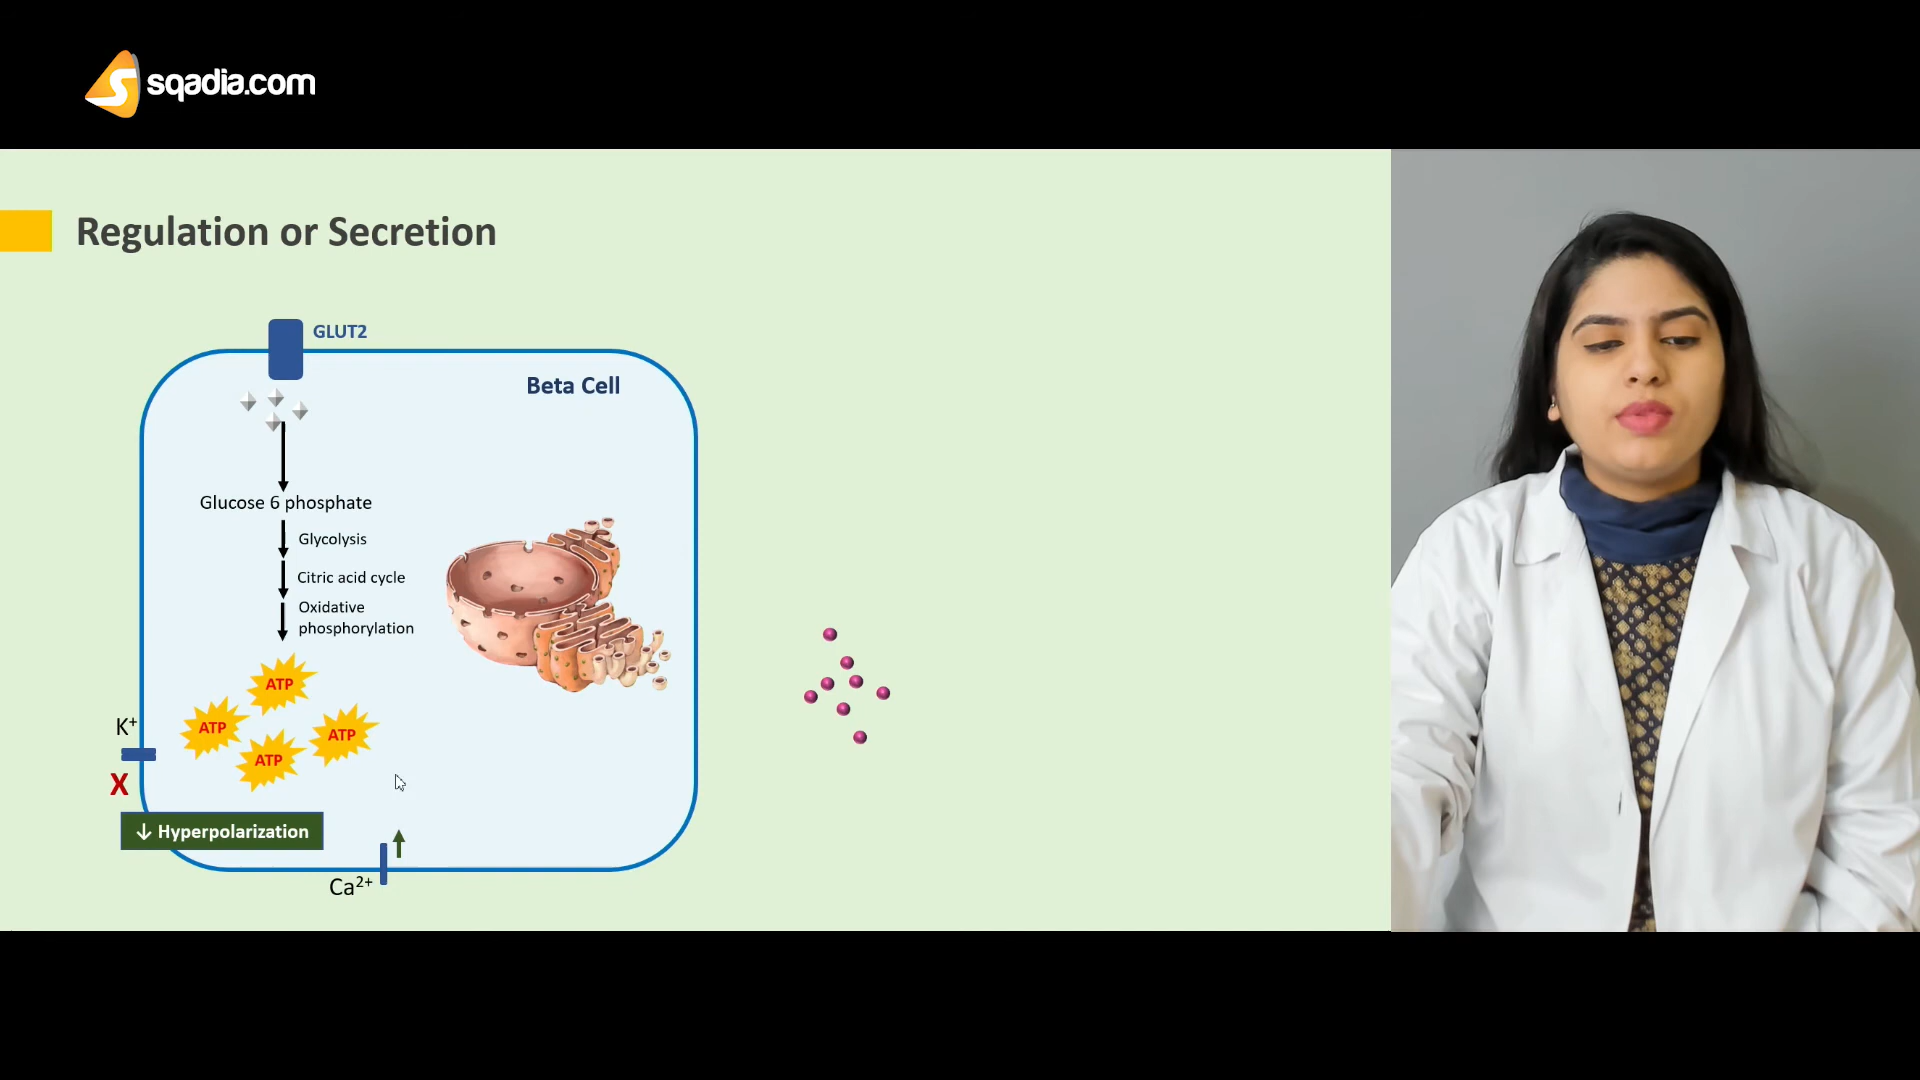 sqadia.com
Regulation or Secretion
GLUT2
Beta Cell
Glucose 6 phosphate
Glycolysis
Citric acid cycle
Oxidative
phosphorylation
ATP
ATP
ATP
ATP
K⁺
X
↓ Hyperpolarization
Ca²⁺